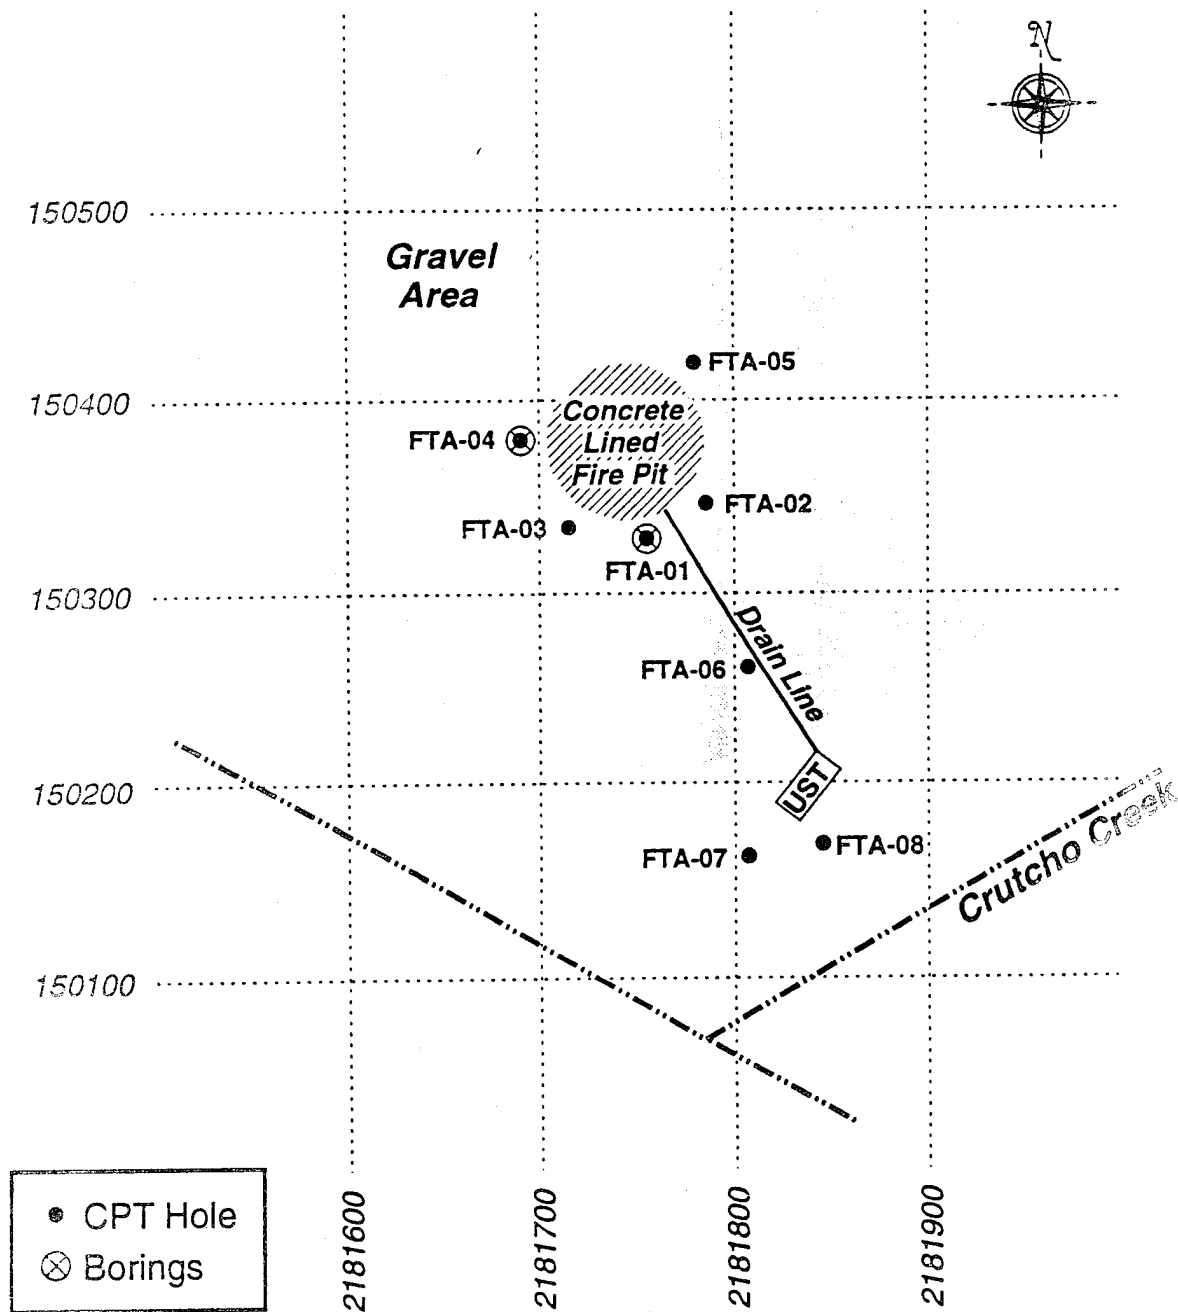 N
150500
Gravel
Area
FTA-05
150400
Concrete
Lined
Fire Pit
FTA-04
FTA-02
FTA-03
FTA-01
150300
Drain Line
FTA-06
150200
UST
FTA-07
FTA-08
Crutcho Creek
150100
2181600
2181700
2181800
2181900
CPT Hole
Borings